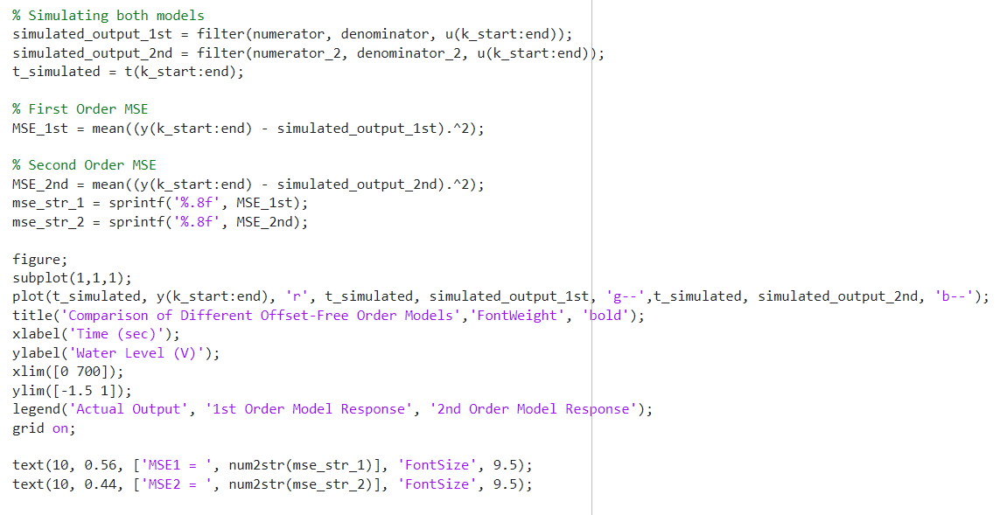 % Simulating both models
simulated_output_1st = filter(numerator, denominator, u(k_start:end));
simulated_output_2nd = filter(numerator_2, denominator_2, u(k_start:end));
t_simulated = t(k_start:end);
% First Order MSE
MSE_1st = mean((y(k_start:end) - simulated_output_1st).^2);
% Second Order MSE
MSE_2nd = mean((y(k_start:end) - simulated_output_2nd).^2);
mse_str_1 = sprintf('%.8f', MSE_1st);
mse_str_2 = sprintf('%.8f', MSE_2nd);
figure;
subplot(1,1,1);
plot(t_simulated, y(k_start:end), 'r', t_simulated, simulated_output_1st, 'g--',t_simulated, simulated_output_2nd, 'b--');
title('Comparison of Different Offset-Free Order Models','FontWeight', 'bold');
xlabel('Time (sec)');
ylabel('Water Level (V)');
xlim([0 700]);
ylim([-1.5 1]);
legend('Actual Output', '1st Order Model Response', '2nd Order Model Response');
grid on;
text(10, 0.56, ['MSE1 = ', num2str(mse_str_1)], 'FontSize', 9.5);
text(10, 0.44, ['MSE2 = ', num2str(mse_str_2)], 'FontSize', 9.5);